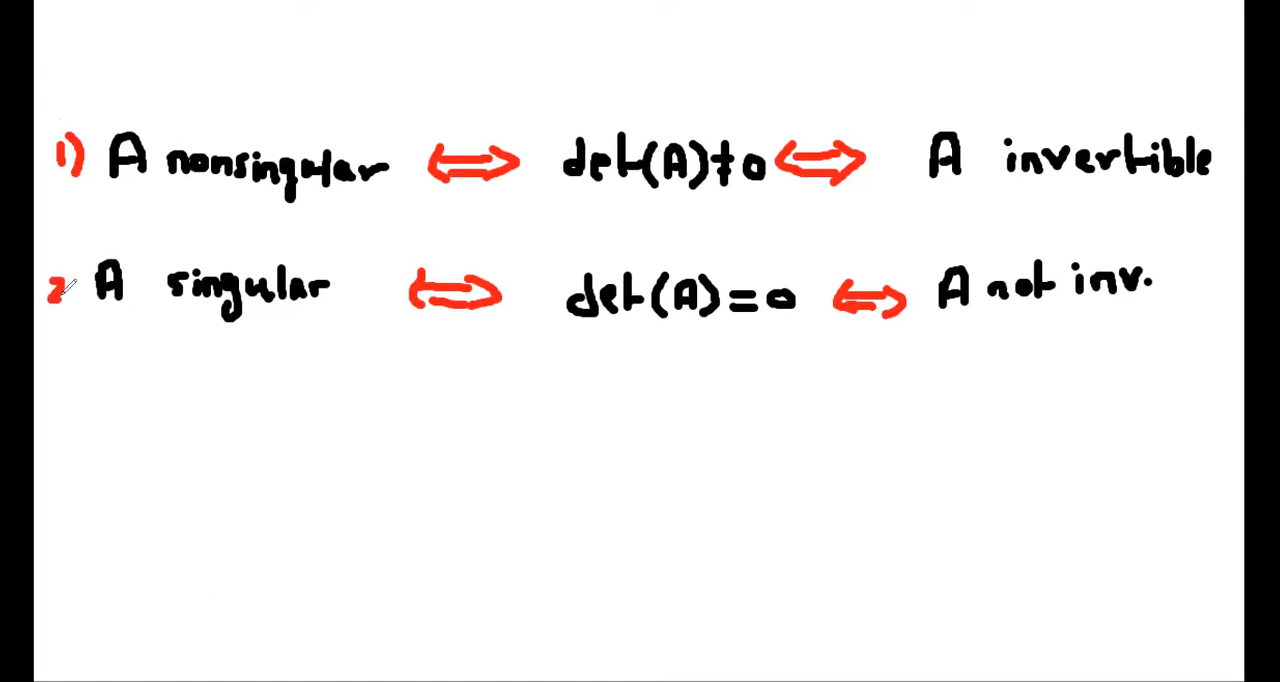 1) A nonsingular ⇔ det(A)≠0 ⇔ A invertible
2 A singular ⇔ det(A)=0 ⇔ A not inv.